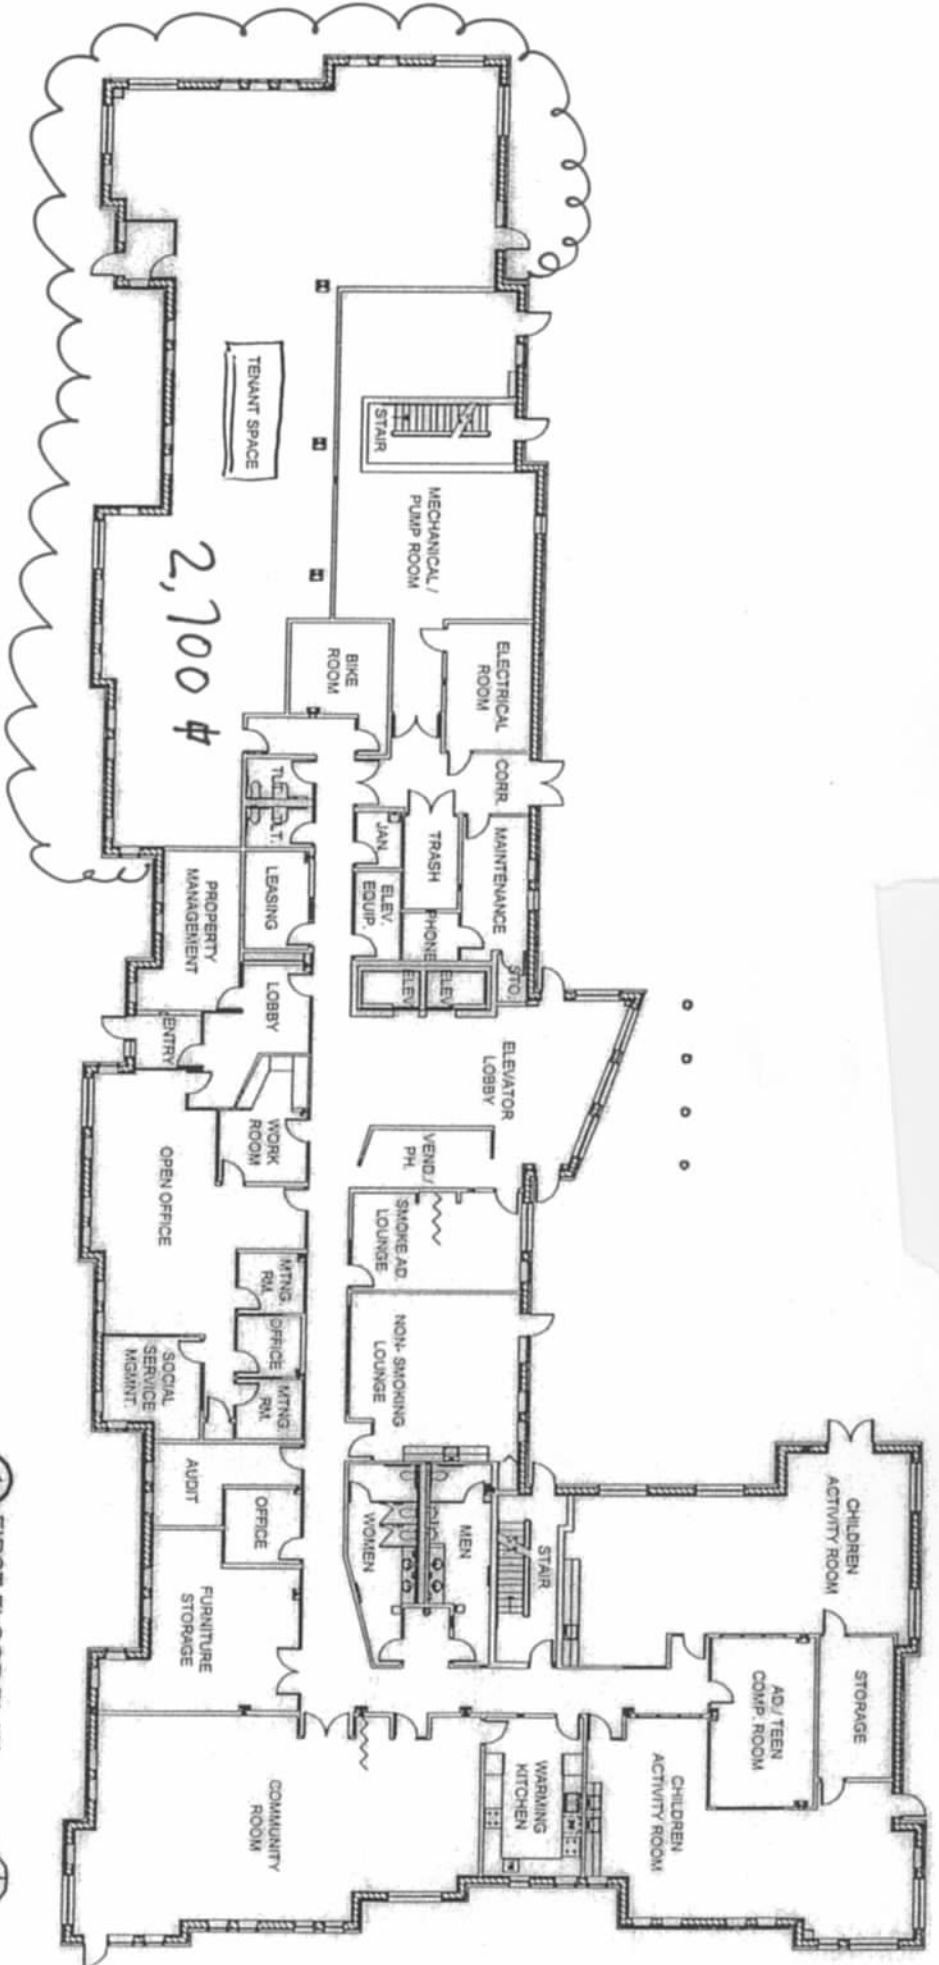 TENANT SPACE
2,700 ⏀
STAIR
MECHANICAL /
PUMP ROOM
BIKE
ROOM
ELECTRICAL
ROOM
CORR.
TLT.
TLT.
JAN.
TRASH
MAINTENANCE
LEASING
ELEV.
EQUIP.
PHONE
STO.
PROPERTY
MANAGEMENT
ELEV
ELEV
LOBBY
ENTRY
ELEVATOR
LOBBY
WORK
ROOM
VEND./
PH.
OPEN OFFICE
SMOKE AD.
LOUNGE
MTNG.
RM.
OFFICE
MTNG
RM.
NON- SMOKING
LOUNGE
SOCIAL
SERVICE
MGMNT.
AUDIT
OFFICE
WOMEN
MEN
STAIR
CHILDREN
ACTIVITY ROOM
FURNITURE
STORAGE
AD./ TEEN
COMP. ROOM
STORAGE
COMMUNITY
ROOM
WARMING
KITCHEN
CHILDREN
ACTIVITY ROOM